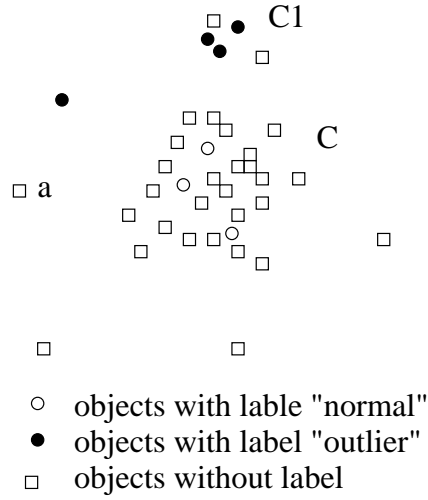 C1
C
a
objects with lable "normal"
objects with label "outlier"
objects without label